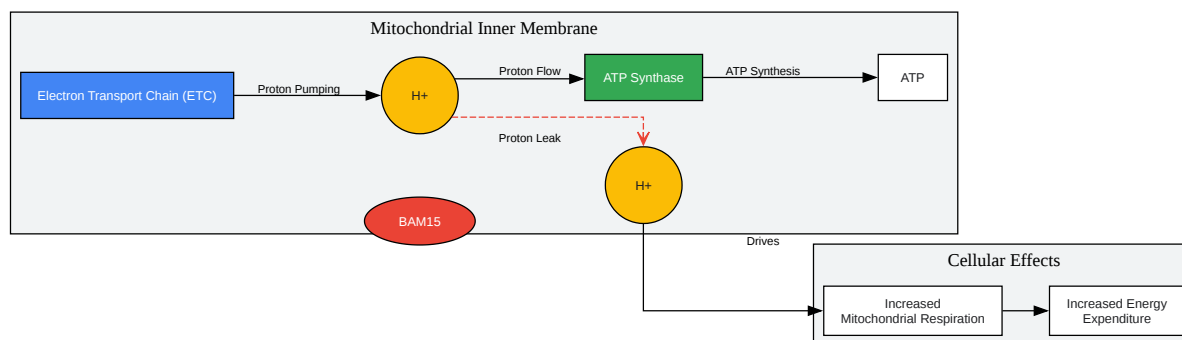 Mitochondrial Inner Membrane
Electron Transport Chain (ETC)
Proton Pumping
H+
Proton Flow
ATP Synthase
ATP Synthesis
ATP
Proton Leak
H+
BAM15
Drives
Cellular Effects
Increased
Mitochondrial Respiration
Increased Energy
Expenditure